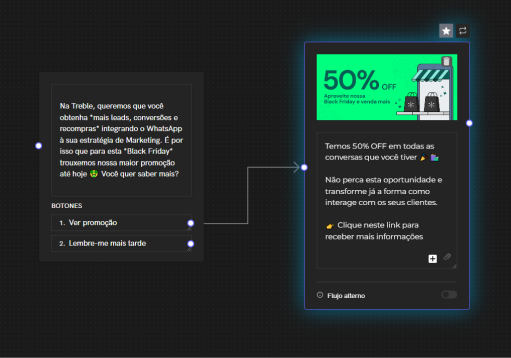 Na Treble, queremos que você
obtenha *mais leads, conversões e
recompras* integrando o WhatsApp
à sua estratégia de Marketing. É por
isso que para esta *Black Friday*
trouxemos nossa maior promoção
até hoje 🤑 Você quer saber mais?
BOTONES
1. Ver promoção
2. Lembre-me mais tarde
50% OFF
Aproveite nossa
Black Friday e venda mais
Temos 50% OFF em todas as
conversas que você tiver 🎉 🛍️
Não perca esta oportunidade e
transforme já a forma como
interage com os seus clientes.
👉 Clique neste link para
receber mais informações
Flujo alterno